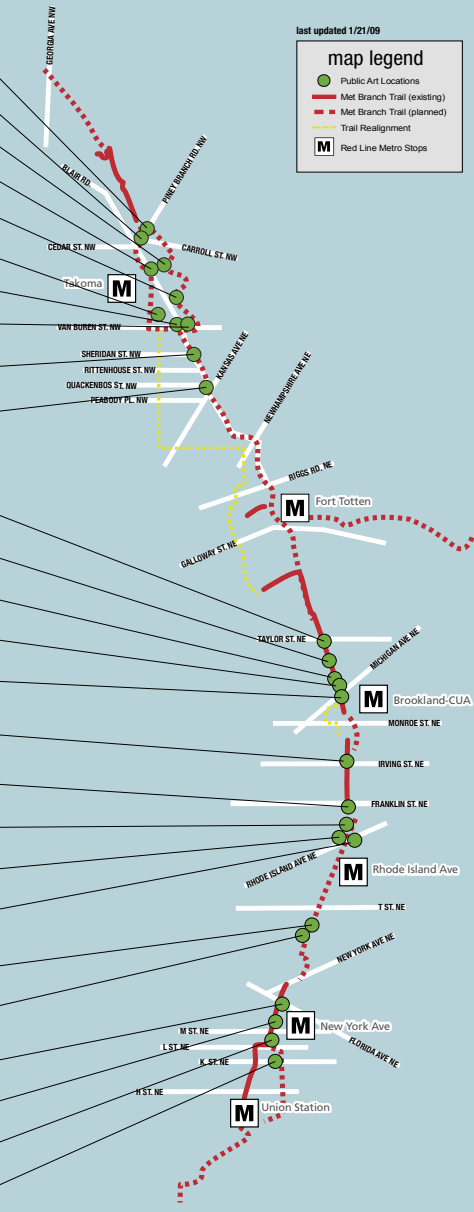 GEORGIA AVE NW
last updated 1/21/09
map legend
Public Art Locations
Met Branch Trail (existing)
Met Branch Trail (planned)
Trail Realignment
M Red Line Metro Stops
BLAIR RD.
PINEY BRANCH RD. NW
CEDAR ST. NW
CARROLL ST. NW
Takoma
M
VAN BUREN ST. NW
SHERIDAN ST. NW
RITTENHOUSE ST. NW
QUACKENBOS ST. NW
PEABODY PL. NW
KANSAS AVE NE
NEWHAMPSHIRE AVE NE
RIGGS RD. NE
M
Fort Totten
GALLOWAY ST. NE
TAYLOR ST. NE
MICHIGAN AVE NE
M
Brookland-CUA
MONROE ST. NE
IRVING ST. NE
FRANKLIN ST. NE
RHODE ISLAND AVE NE
M
Rhode Island Ave
T ST. NE
NEW YORK AVE NE
M
New York Ave
M ST. NE
L ST. NE
K ST. NE
FLORIDA AVE NE
H ST. NE
M
Union Station